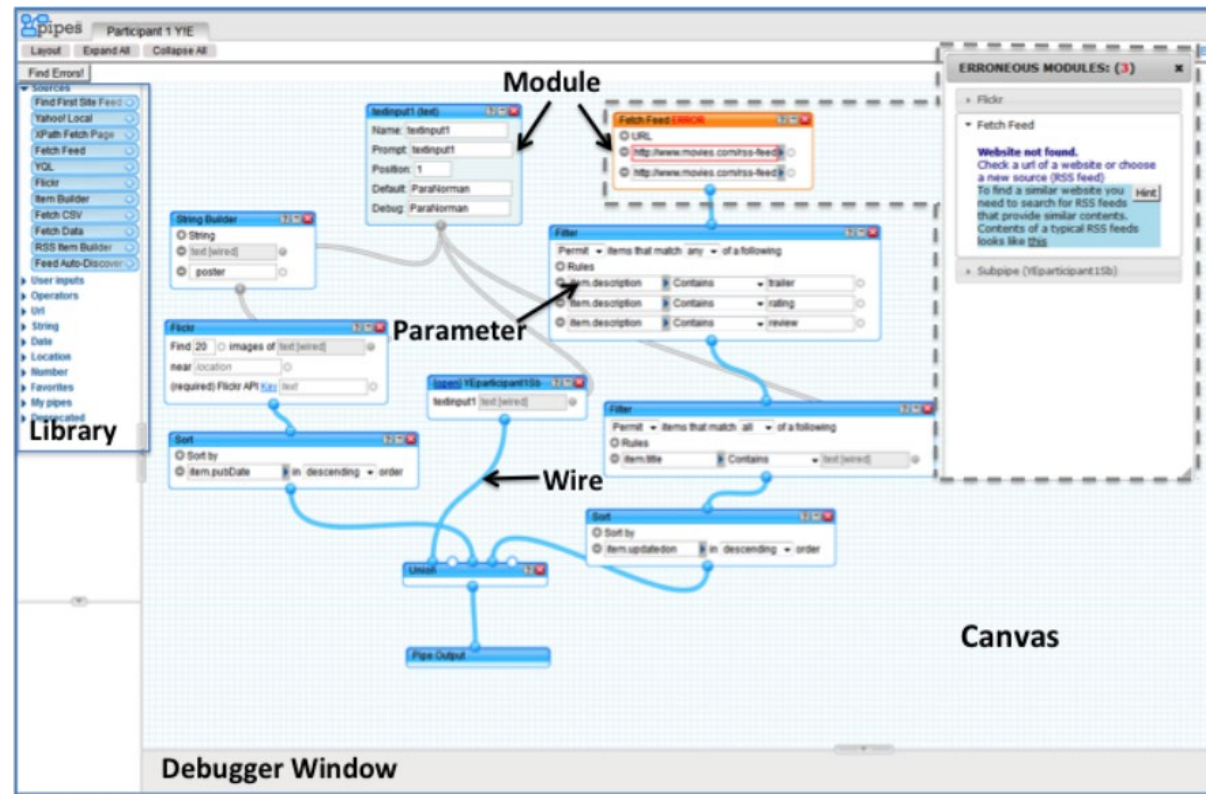 pipes
Participant 1 YIE
Layout Expand All Collapse All
Find Errors!
Sources
Find First Site Feed
Yahoo! Local
XPath Fetch Page
Fetch Feed
YQL
Flickr
Item Builder
Fetch CSV
Fetch Data
RSS Item Builder
Feed Auto-Discover
User inputs
Operators
Url
String
Date
Location
Number
Favorites
My pipes
Deprecated
Library
Module
textinput1 (text)
Name: textinput1
Prompt: textinput1
Position: 1
Default: ParaNorman
Debug: ParaNorman
Fetch Feed ERROR
URL
http://www.movies.com/rss-feed
http://www.movies.com/rss-feed
String Builder
String
text [wired]
poster
Filter
Permit items that match any of a following
Rules
item.description Contains trailer
item.description Contains rating
item.description Contains review
Parameter
Flickr
Find 20 images of text [wired]
near location
(required) Flickr API Key text
[open] YEparticipant1Sb
textinput1 text [wired]
Filter
Permit items that match all of a following
Rules
item.title Contains text [wired]
Sort
Sort by
item.pubDate in descending order
Wire
Sort
Sort by
item.updatedon in descending order
Union
Pipe Output
Canvas
Debugger Window
ERRONEOUS MODULES: (3) x
Flickr
Fetch Feed
Website not found.
Check a url of a website or choose
a new source (RSS feed)
To find a similar website you
need to search for RSS feeds
that provide similar contents.
Contents of a typical RSS feeds
looks like this
Hint
Subpipe (YEparticipant1Sb)